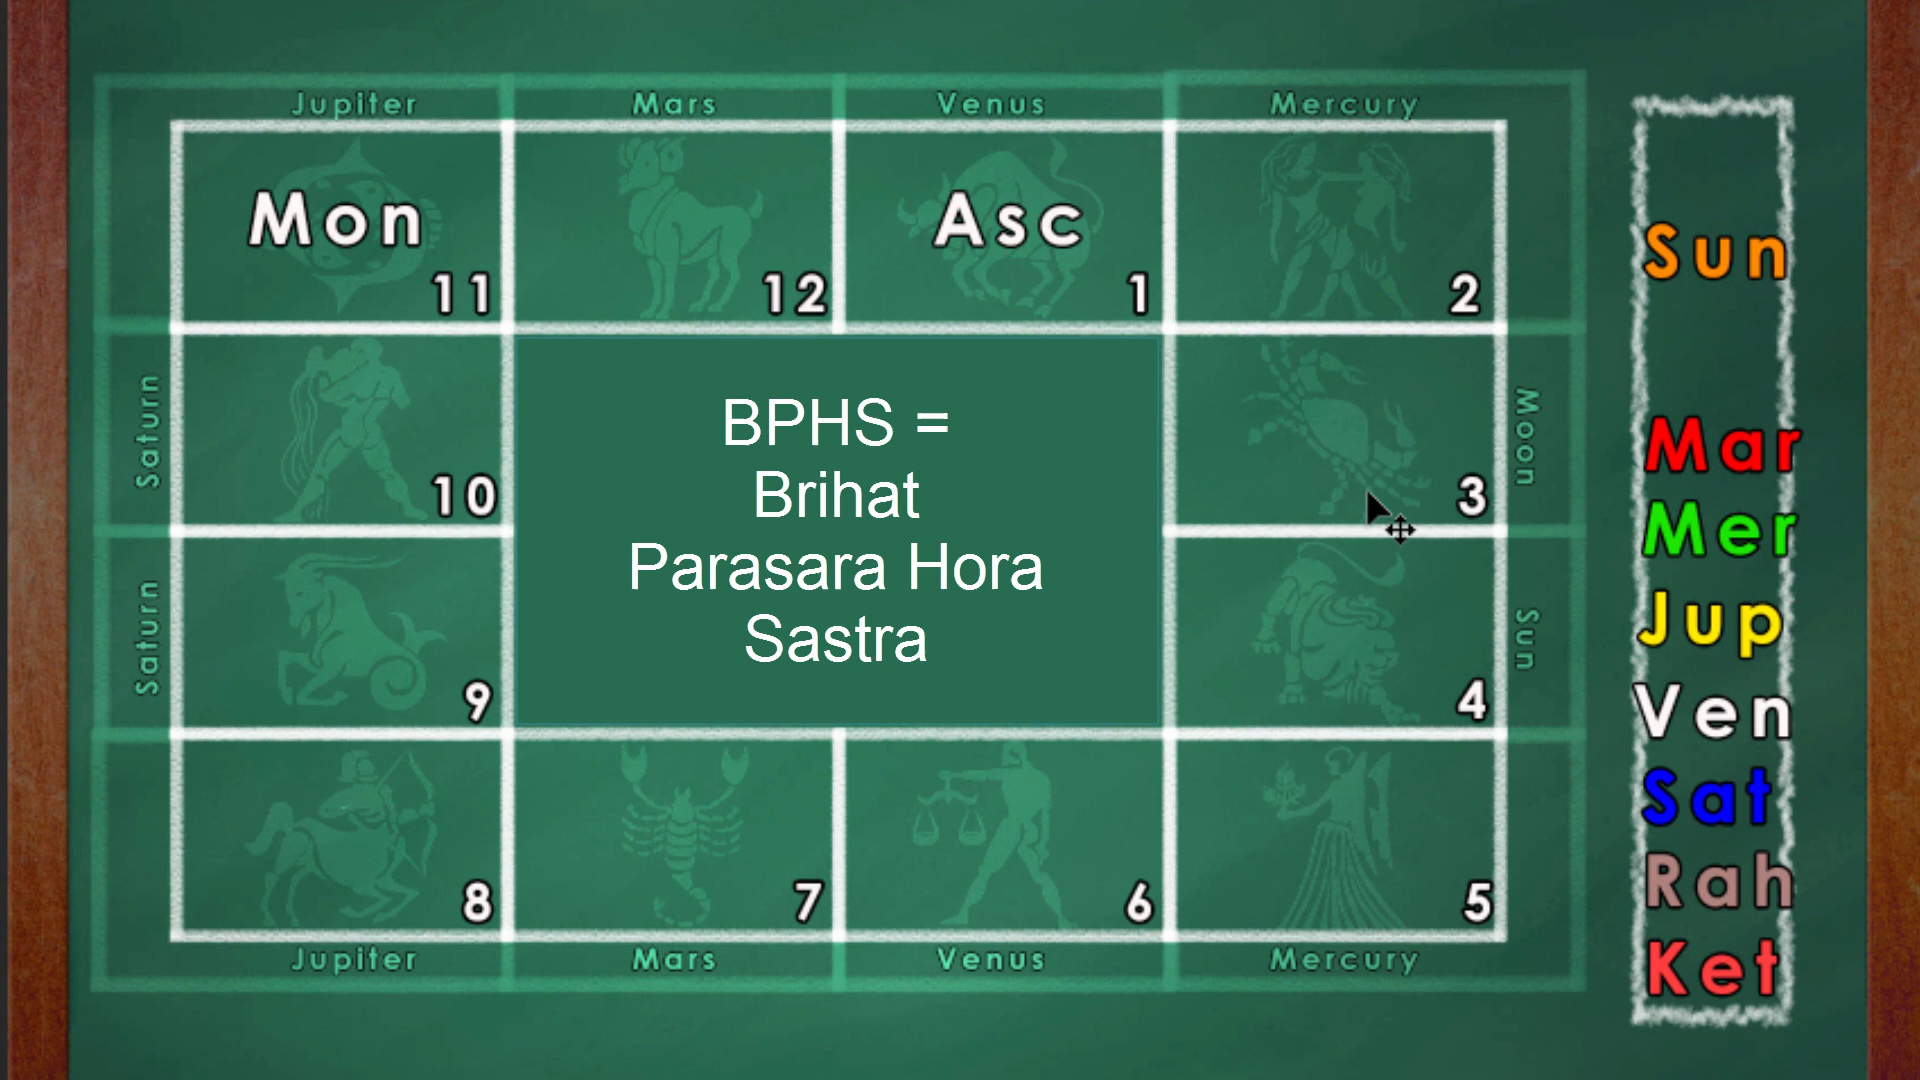 Jupiter Mars Venus Mercury
Mon Asc
11 12 1 2
Saturn 10 3 Moon
BPHS =
Brihat
Parasara Hora
Sastra
Saturn 9 4 Sun
8 7 6 5
Jupiter Mars Venus Mercury
Sun
Mar
Mer
Jup
Ven
Sat
Rah
Ket